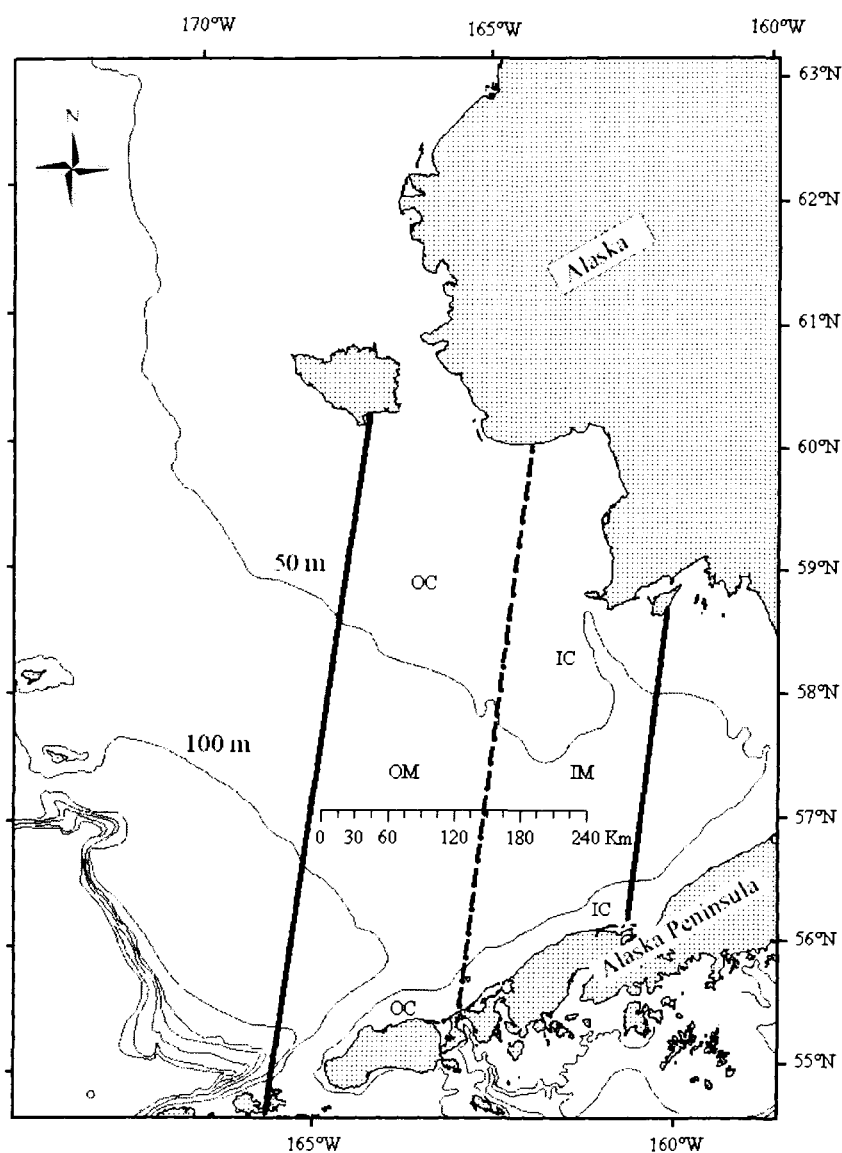 170°W 165°W 160°W
63°N
N
62°N
Alaska
61°N
60°N
50 m
59°N
OC
IC
58°N
100 m
OM IM
57°N
0 30 60 120 180 240 Km
IC
Alaska Peninsula
56°N
OC
55°N
165°W 160°W